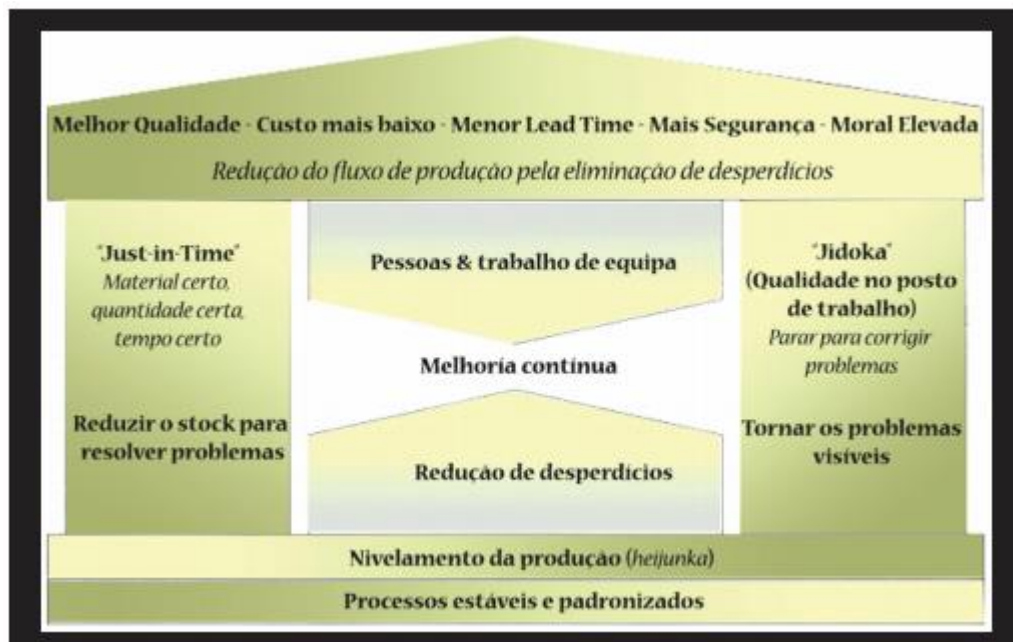 Melhor Qualidade - Custo mais baixo - Menor Lead Time - Mais Segurança - Moral Elevada
Redução do fluxo de produção pela eliminação de desperdícios
"Just-in-Time"
Material certo,
quantidade certa,
tempo certo
Reduzir o stock para
resolver problemas
Pessoas & trabalho de equipa
Melhoría contínua
Redução de desperdícios
"Jidoka"
(Qualidade no posto
de trabalho)
Parar para corrigir
problemas
Tornar os problemas
visíveis
Nivelamento da produção (heijunka)
Processos estáveis e padronizados